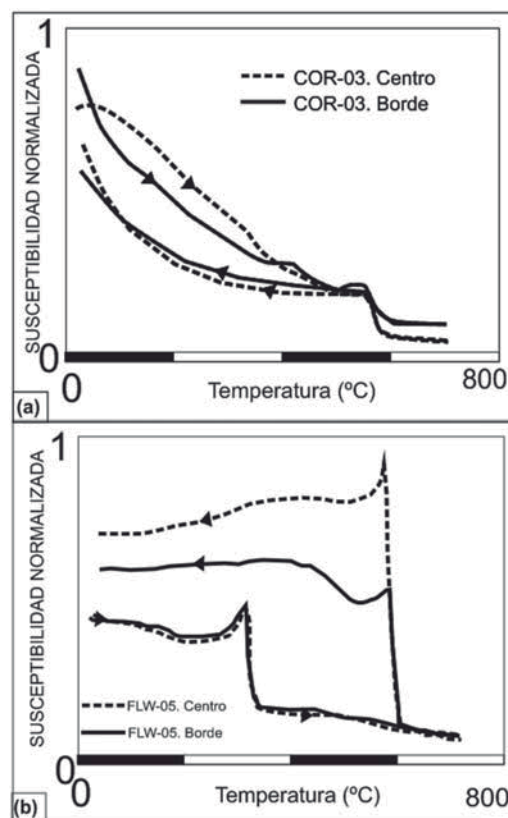 1
SUSCEPTIBILIDAD NORMALIZADA
COR-03. Centro
COR-03. Borde
0
0
Temperatura (ºC)
800
(a)
1
SUSCEPTIBILIDAD NORMALIZADA
FLW-05. Centro
FLW-05. Borde
0
0
Temperatura (ºC)
800
(b)